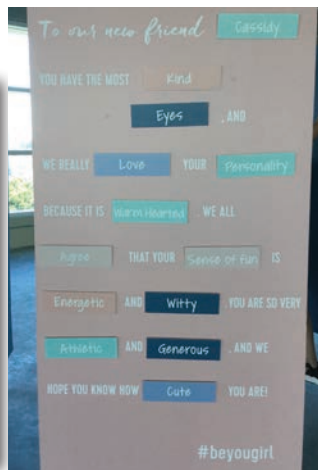 To our new friend Cassidy
YOU HAVE THE MOST Kind
Eyes , AND
WE REALLY Love YOUR Personality
BECAUSE IT IS Warm Hearted . WE ALL
Agree THAT YOUR Sense of fun IS
Energetic AND Witty . YOU ARE SO VERY
Athletic AND Generous , AND WE
HOPE YOU KNOW HOW Cute YOU ARE!
#beyougirl